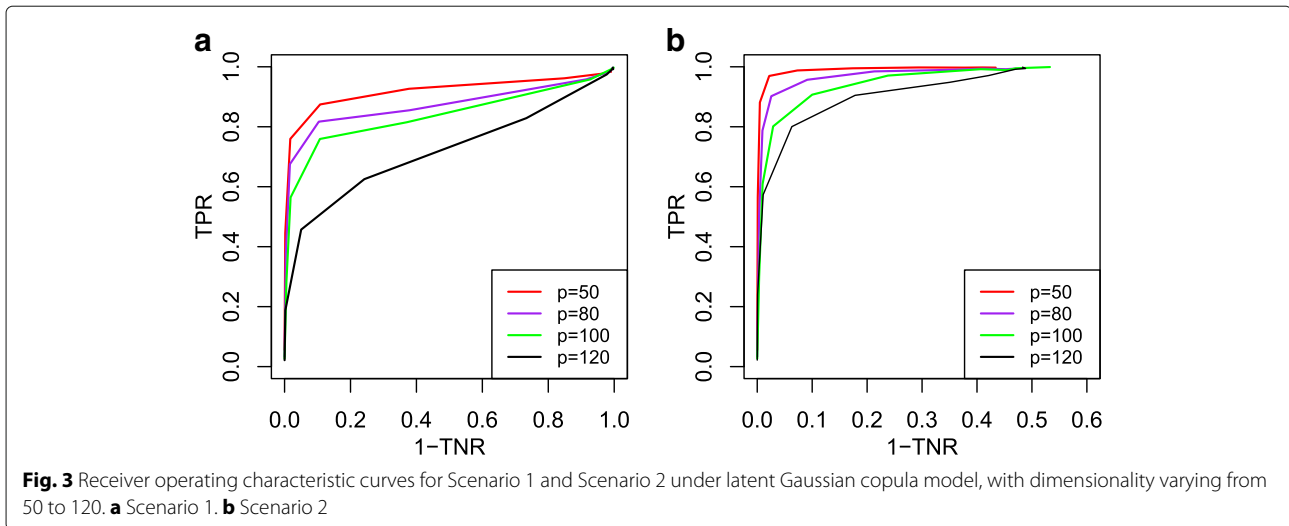 a
TPR
0.0 0.2 0.4 0.6 0.8 1.0
0.0 0.2 0.4 0.6 0.8 1.0
1−TNR
p=50
p=80
p=100
p=120
b
TPR
0.0 0.2 0.4 0.6 0.8 1.0
0.0 0.1 0.2 0.3 0.4 0.5 0.6
1−TNR
p=50
p=80
p=100
p=120
Fig. 3 Receiver operating characteristic curves for Scenario 1 and Scenario 2 under latent Gaussian copula model, with dimensionality varying from
50 to 120. a Scenario 1. b Scenario 2